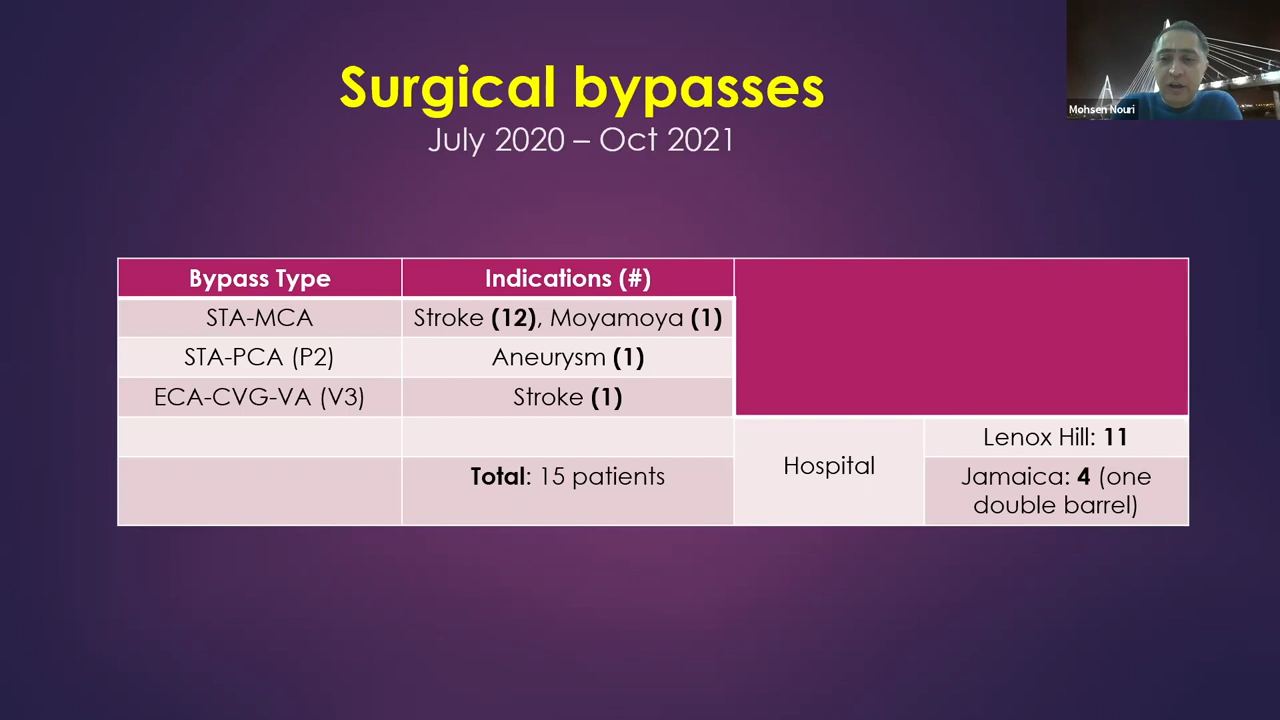 Surgical bypasses
July 2020 – Oct 2021
Mohsen Nouri
Bypass Type
Indications (#)
STA-MCA
Stroke (12), Moyamoya (1)
STA-PCA (P2)
Aneurysm (1)
ECA-CVG-VA (V3)
Stroke (1)
Total: 15 patients
Hospital
Lenox Hill: 11
Jamaica: 4 (one
double barrel)